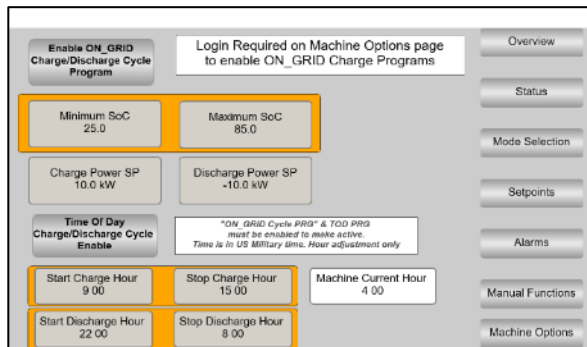 Enable ON_GRID
Charge/Discharge Cycle
Program
Login Required on Machine Options page
to enable ON_GRID Charge Programs
Overview
Status
Minimum SoC
25.0
Maximum SoC
85.0
Mode Selection
Charge Power SP
10.0 kW
Discharge Power SP
-10.0 kW
Setpoints
Time Of Day
Charge/Discharge Cycle
Enable
"ON_GRID Cycle PRG" & TOD PRG
must be enabled to make active.
Time is in US Military time. Hour adjustment only
Alarms
Start Charge Hour
9 00
Stop Charge Hour
15 00
Machine Current Hour
4 00
Manual Functions
Start Discharge Hour
22 00
Stop Discharge Hour
8 00
Machine Options